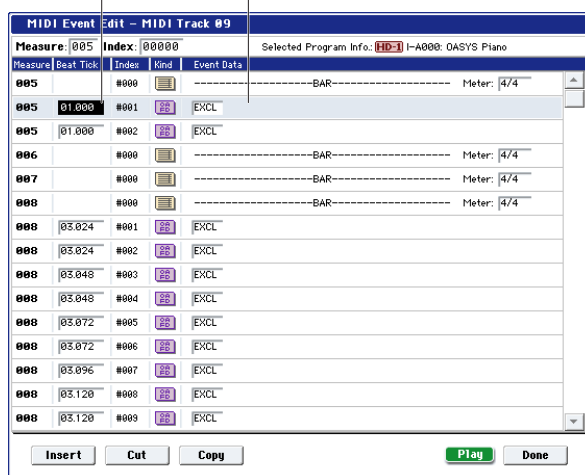 MIDI Event Edit – MIDI Track 09
Measure: 005 Index: 00000 Selected Program Info.: HD-1 I-A000: OASYS Piano
Measure Beat Tick Index Kind Event Data
005 #000 --------------------BAR-------------------- Meter: 4/4
005 01.000 #001 EXCL
005 01.000 #002 EXCL
006 #000 --------------------BAR-------------------- Meter: 4/4
007 #000 --------------------BAR-------------------- Meter: 4/4
008 #000 --------------------BAR-------------------- Meter: 4/4
008 03.024 #001 EXCL
008 03.024 #002 EXCL
008 03.048 #003 EXCL
008 03.048 #004 EXCL
008 03.072 #005 EXCL
008 03.072 #006 EXCL
008 03.096 #007 EXCL
008 03.120 #008 EXCL
008 03.120 #009 EXCL
Insert Cut Copy Play Done